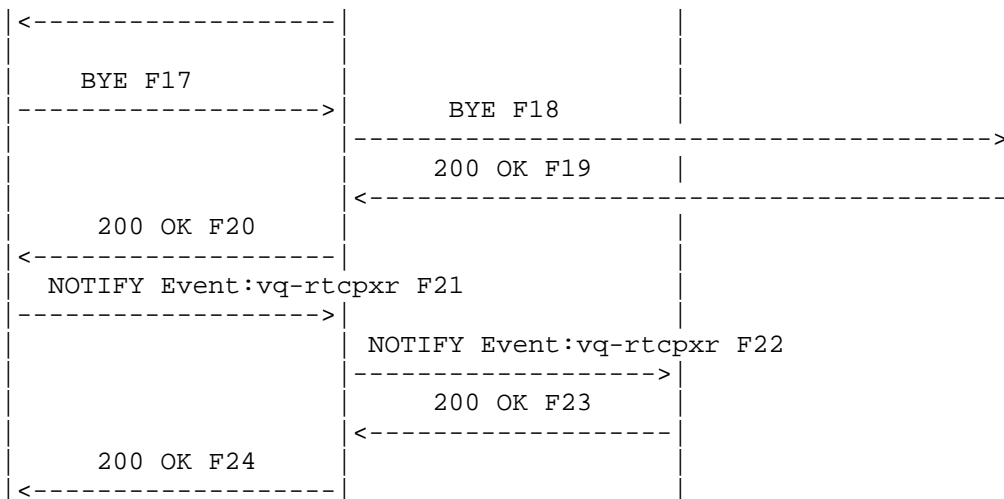 BYE F17
BYE F18
200 OK F19
200 OK F20
NOTIFY Event:vq-rtcpxr F21
NOTIFY Event:vq-rtcpxr F22
200 OK F23
200 OK F24